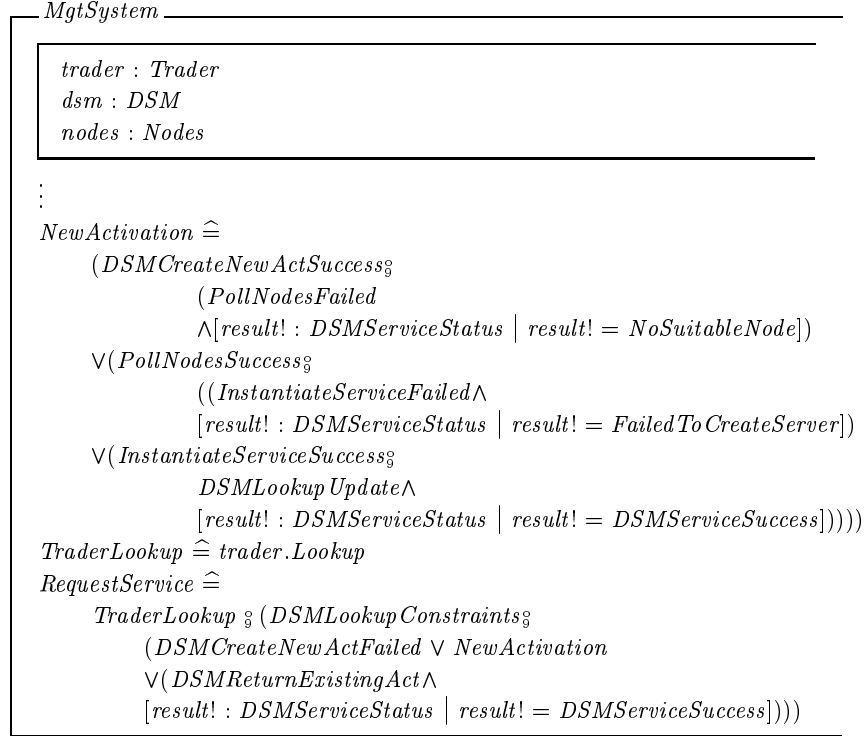 MgtSystem
trader : Trader
dsm : DSM
nodes : Nodes
⋮
NewActivation ≙
(DSMCreateNewActSuccess⨟
(PollNodesFailed
∧[result! : DSMServiceStatus | result! = NoSuitableNode])
∨(PollNodesSuccess⨟
((InstantiateServiceFailed∧
[result! : DSMServiceStatus | result! = FailedToCreateServer])
∨(InstantiateServiceSuccess⨟
DSMLookupUpdate∧
[result! : DSMServiceStatus | result! = DSMServiceSuccess]))))
TraderLookup ≙ trader.Lookup
RequestService ≙
TraderLookup ⨟ (DSMLookupConstraints⨟
(DSMCreateNewActFailed ∨ NewActivation
∨(DSMReturnExistingAct∧
[result! : DSMServiceStatus | result! = DSMServiceSuccess])))